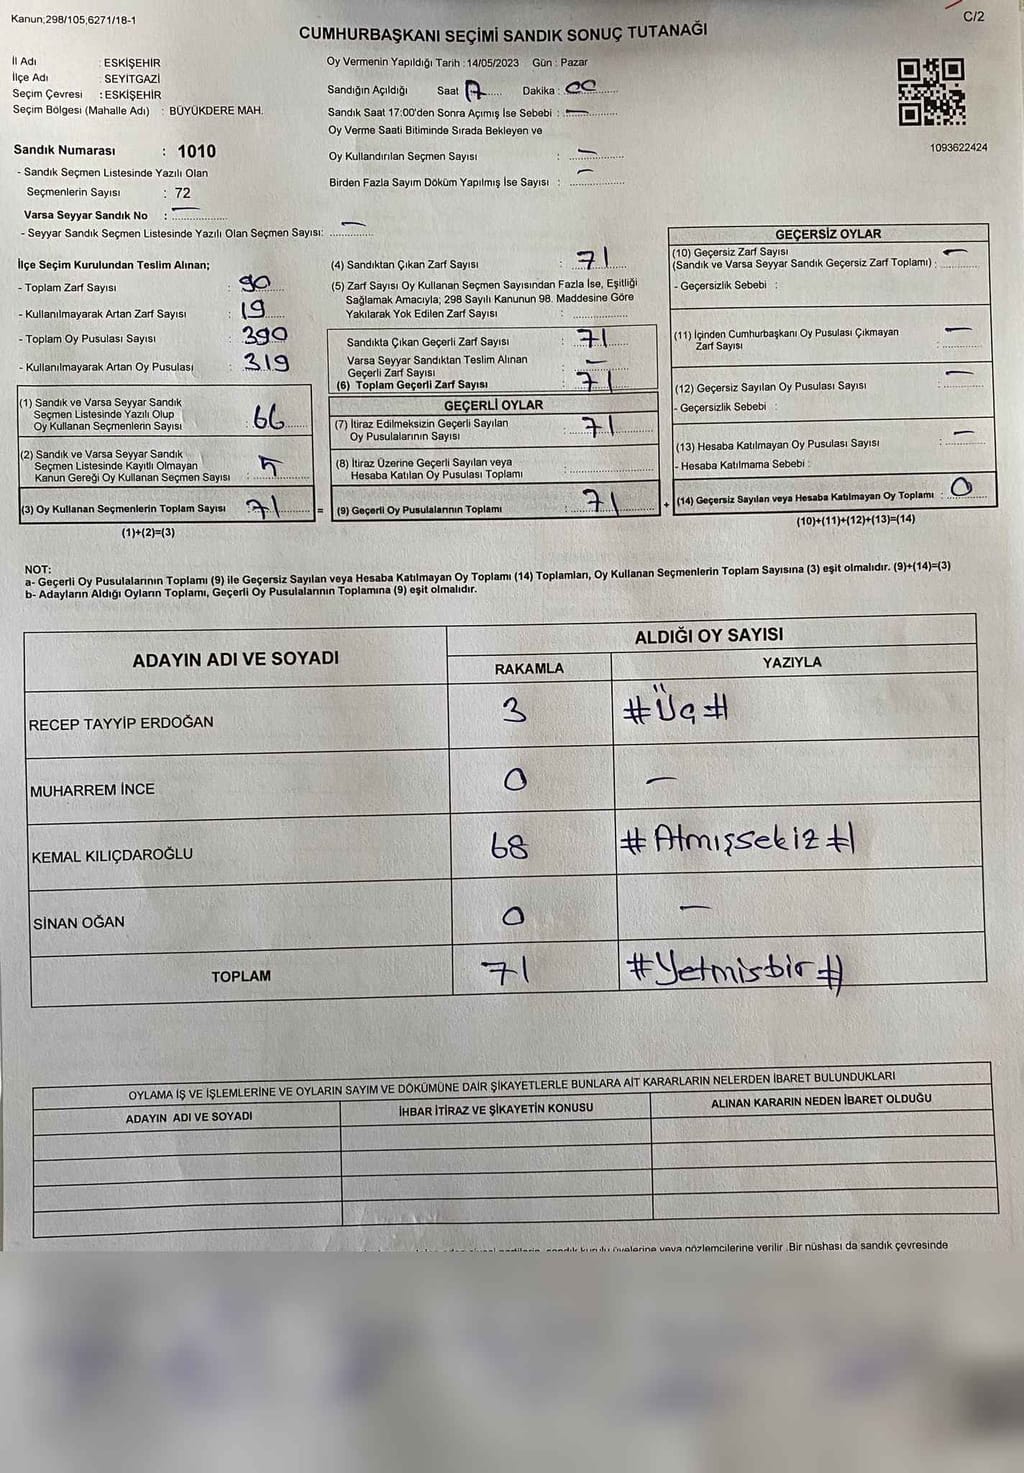 Kanun;298/105,6271/18-1
C/2
CUMHURBAŞKANI SEÇİMİ SANDIK SONUÇ TUTANAĞI
İl Adı : ESKİŞEHİR
İlçe Adı : SEYİTGAZİ
Seçim Çevresi : ESKİŞEHİR
Seçim Bölgesi (Mahalle Adı) : BÜYÜKDERE MAH.
Sandık Numarası : 1010
- Sandık Seçmen Listesinde Yazılı Olan
Seçmenlerin Sayısı : 72
Varsa Seyyar Sandık No : —
- Seyyar Sandık Seçmen Listesinde Yazılı Olan Seçmen Sayısı: —
Oy Vermenin Yapıldığı Tarih : 14/05/2023 Gün : Pazar
Sandığın Açıldığı Saat 17 Dakika : 00
Sandık Saat 17:00'den Sonra Açımış İse Sebebi : —
Oy Verme Saati Bitiminde Sırada Bekleyen ve
Oy Kullandırılan Seçmen Sayısı : —
Birden Fazla Sayım Döküm Yapılmış İse Sayısı : —
1093622424
İlçe Seçim Kurulundan Teslim Alınan;
- Toplam Zarf Sayısı : 90
- Kullanılmayarak Artan Zarf Sayısı : 19
- Toplam Oy Pusulası Sayısı : 390
- Kullanılmayarak Artan Oy Pusulası : 319
(1) Sandık ve Varsa Seyyar Sandık
Seçmen Listesinde Yazılı Olup
Oy Kullanan Seçmenlerin Sayısı : 66
(2) Sandık ve Varsa Seyyar Sandık
Seçmen Listesinde Kayıtlı Olmayan
Kanun Gereği Oy Kullanan Seçmen Sayısı : 5
(3) Oy Kullanan Seçmenlerin Toplam Sayısı 71
(1)+(2)=(3)
(4) Sandıktan Çıkan Zarf Sayısı : 71
(5) Zarf Sayısı Oy Kullanan Seçmen Sayısından Fazla İse, Eşitliği
Sağlamak Amacıyla; 298 Sayılı Kanunun 98. Maddesine Göre
Yakılarak Yok Edilen Zarf Sayısı :
Sandıkta Çıkan Geçerli Zarf Sayısı : 71
Varsa Seyyar Sandıktan Teslim Alınan
Geçerli Zarf Sayısı : —
(6) Toplam Geçerli Zarf Sayısı : 71
GEÇERLİ OYLAR
(7) İtiraz Edilmeksizin Geçerli Sayılan
Oy Pusulalarının Sayısı : 71
(8) İtiraz Üzerine Geçerli Sayılan veya
Hesaba Katılan Oy Pusulası Toplamı :
= (9) Geçerli Oy Pusulalarının Toplamı : 71
GEÇERSİZ OYLAR
(10) Geçersiz Zarf Sayısı
(Sandık ve Varsa Seyyar Sandık Geçersiz Zarf Toplamı) : —
- Geçersizlik Sebebi :
(11) İçinden Cumhurbaşkanı Oy Pusulası Çıkmayan
Zarf Sayısı : —
(12) Geçersiz Sayılan Oy Pusulası Sayısı : —
- Geçersizlik Sebebi :
(13) Hesaba Katılmayan Oy Pusulası Sayısı : —
- Hesaba Katılmama Sebebi :
+ (14) Geçersiz Sayılan veya Hesaba Katılmayan Oy Toplamı : 0
(10)+(11)+(12)+(13)=(14)
NOT:
a- Geçerli Oy Pusulalarının Toplamı (9) ile Geçersiz Sayılan veya Hesaba Katılmayan Oy Toplamı (14) Toplamları, Oy Kullanan Seçmenlerin Toplam Sayısına (3) eşit olmalıdır. (9)+(14)=(3)
b- Adayların Aldığı Oyların Toplamı, Geçerli Oy Pusulalarının Toplamına (9) eşit olmalıdır.
ADAYIN ADI VE SOYADI
ALDIĞI OY SAYISI
RAKAMLA YAZIYLA
RECEP TAYYİP ERDOĞAN 3 #Üç#
MUHARREM İNCE 0 —
KEMAL KILIÇDAROĞLU 68 #Atmışsekiz#
SİNAN OĞAN 0 —
TOPLAM 71 #Yetmisbir#
OYLAMA İŞ VE İŞLEMLERİNE VE OYLARIN SAYIM VE DÖKÜMÜNE DAİR ŞİKAYETLERLE BUNLARA AİT KARARLARIN NELERDEN İBARET BULUNDUKLARI
ADAYIN ADI VE SOYADI İHBAR İTİRAZ VE ŞİKAYETİN KONUSU ALINAN KARARIN NEDEN İBARET OLDUĞU
sandık kurulu üyelerine veya gözlemcilerine verilir .Bir nüshası da sandık çevresinde